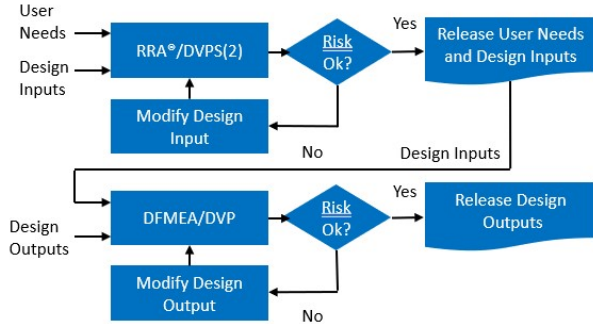 User
Needs
Design
Inputs
RRA®/DVPS(2)
Risk
Ok?
Yes
Release User Needs
and Design Inputs
Modify Design
Input
No
Design Inputs
Design
Outputs
DFMEA/DVP
Risk
Ok?
Yes
Release Design
Outputs
Modify Design
Output
No